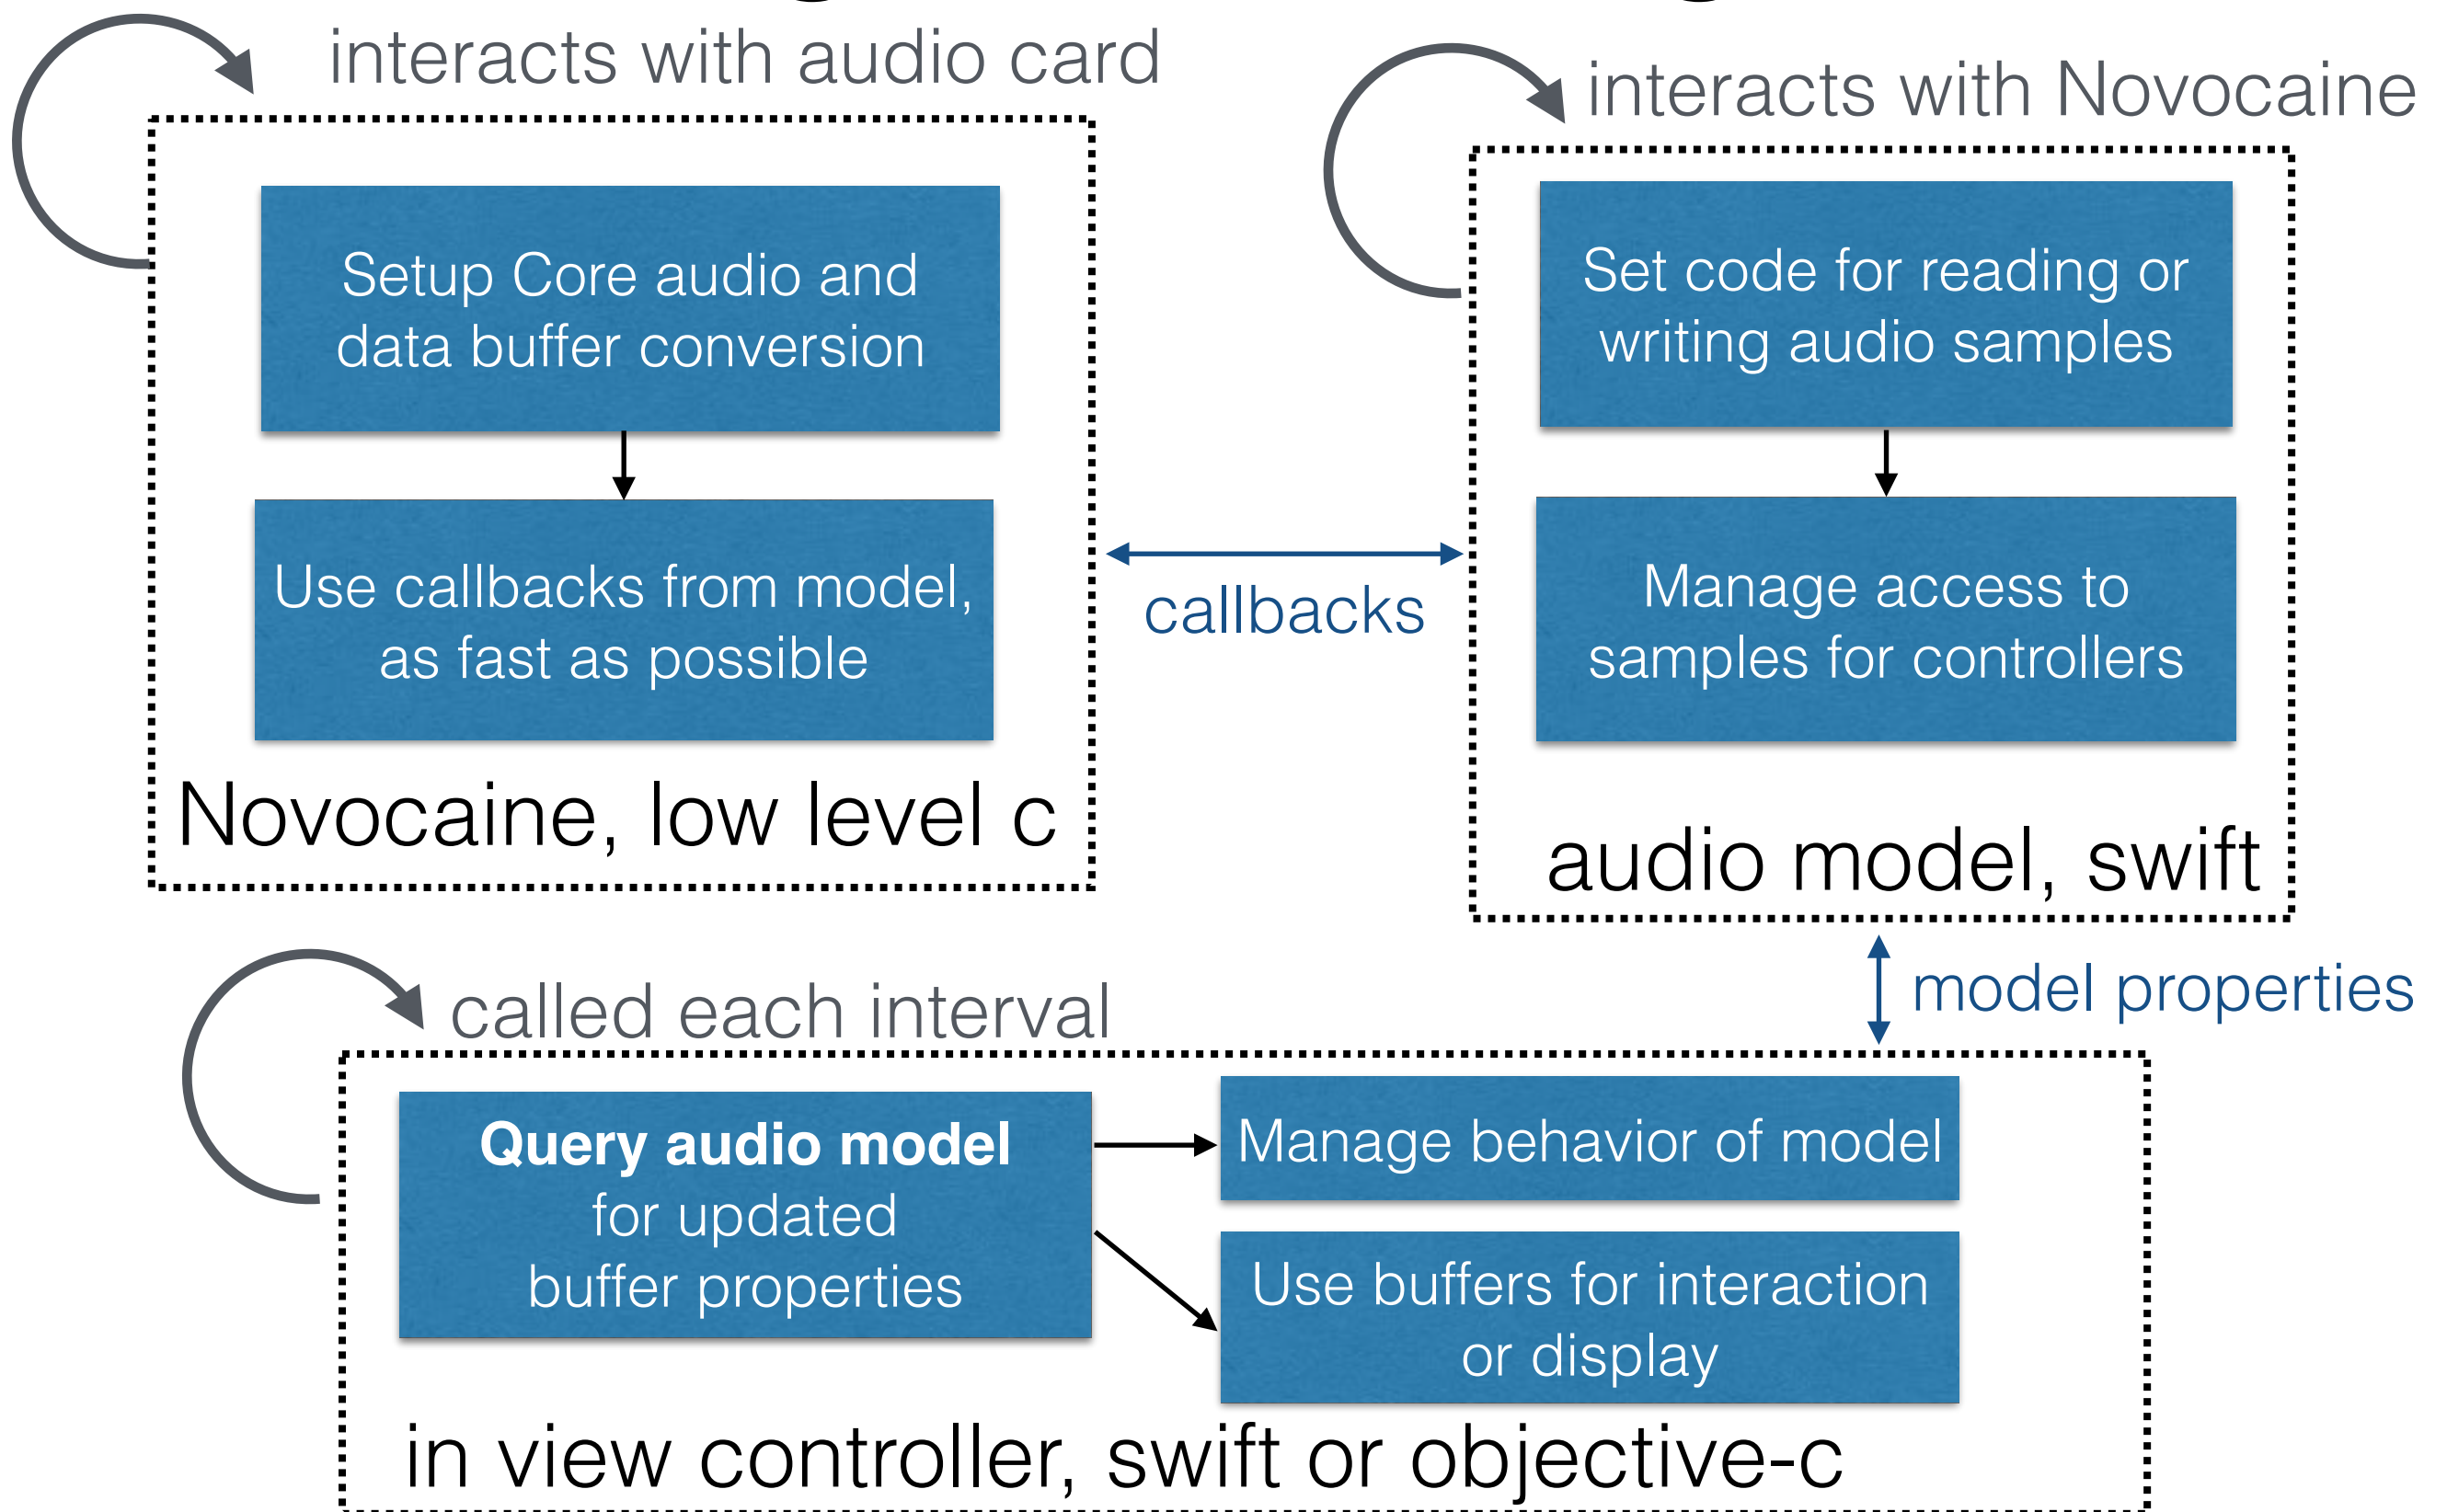 interacts with audio card
Setup Core audio and
data buffer conversion
Use callbacks from model,
as fast as possible
Novocaine, low level c
callbacks
interacts with Novocaine
Set code for reading or
writing audio samples
Manage access to
samples for controllers
audio model, swift
model properties
called each interval
Query audio model
for updated
buffer properties
Manage behavior of model
Use buffers for interaction
or display
in view controller, swift or objective-c